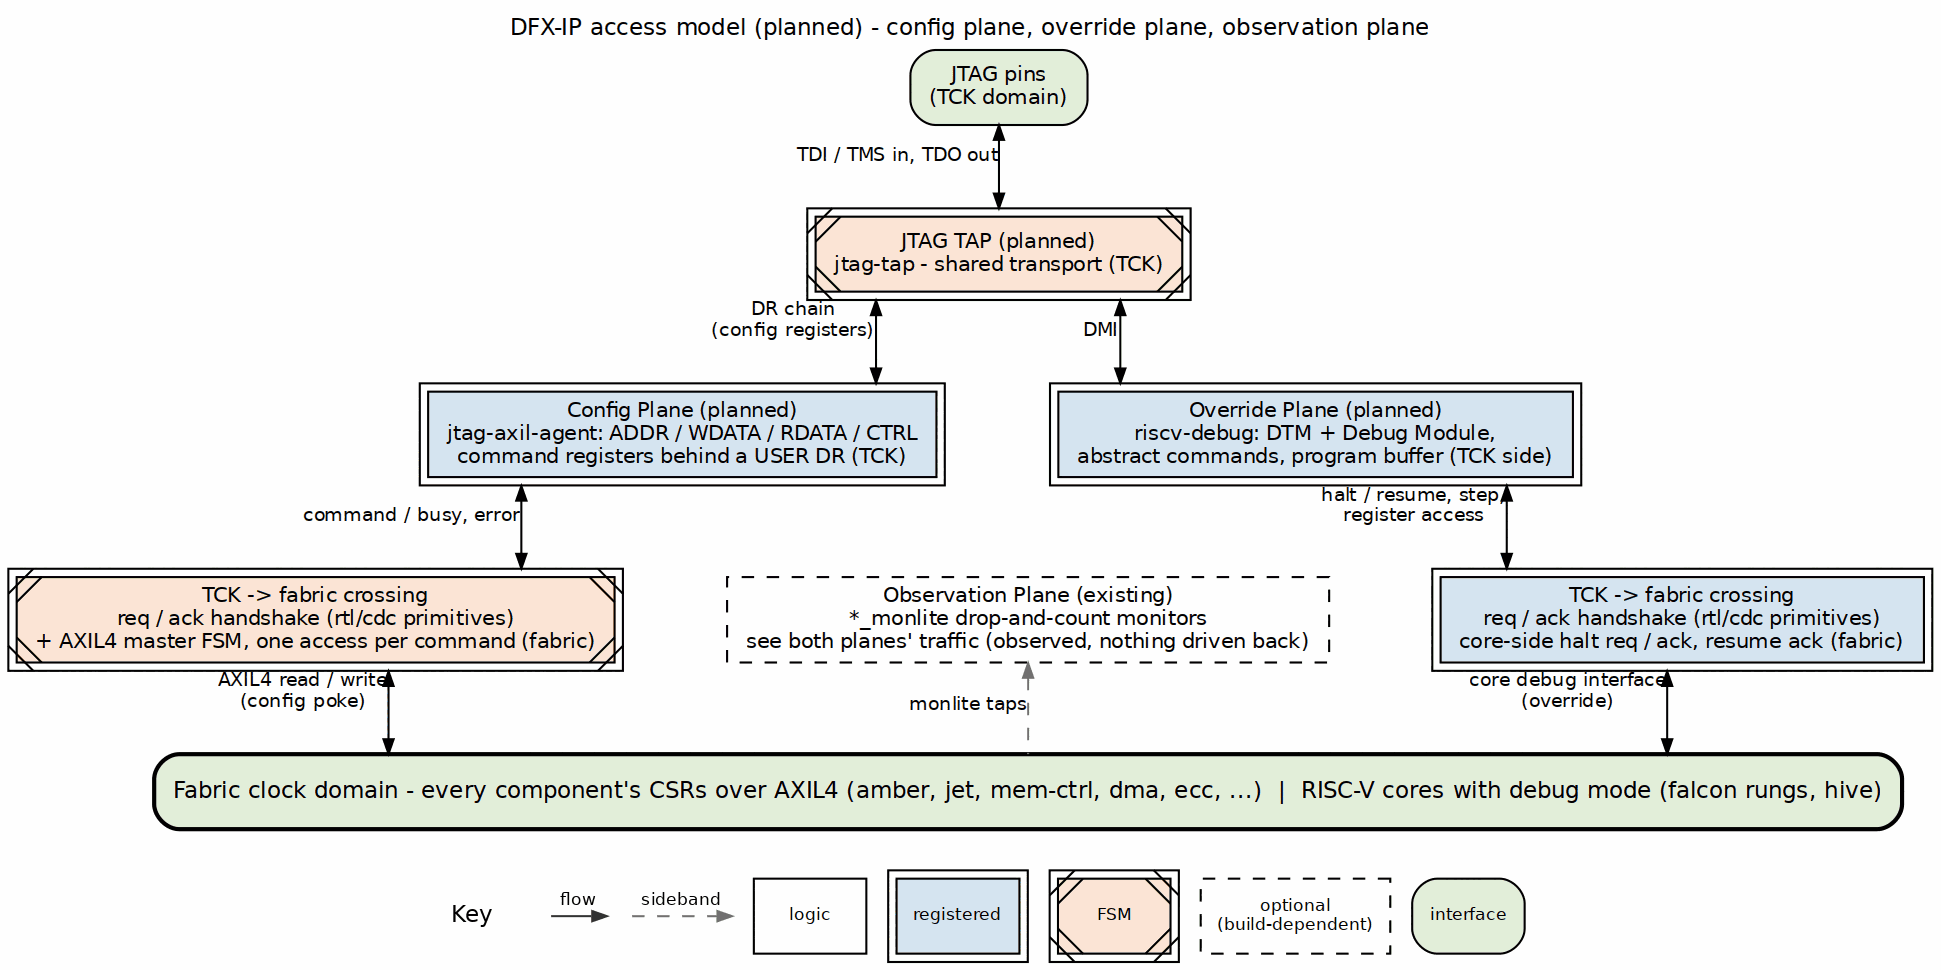 DFX-IP access model (planned) - config plane, override plane, observation plane
JTAG pins
(TCK domain)
TDI / TMS in, TDO out
JTAG TAP (planned)
jtag-tap - shared transport (TCK)
DR chain
(config registers)
DMI
Config Plane (planned)
jtag-axil-agent: ADDR / WDATA / RDATA / CTRL
command registers behind a USER DR (TCK)
Override Plane (planned)
riscv-debug: DTM + Debug Module,
abstract commands, program buffer (TCK side)
command / busy, error
halt / resume, step,
register access
TCK -> fabric crossing
req / ack handshake (rtl/cdc primitives)
+ AXIL4 master FSM, one access per command (fabric)
Observation Plane (existing)
*_monlite drop-and-count monitors
see both planes' traffic (observed, nothing driven back)
TCK -> fabric crossing
req / ack handshake (rtl/cdc primitives)
core-side halt req / ack, resume ack (fabric)
AXIL4 read / write
(config poke)
monlite taps
core debug interface
(override)
Fabric clock domain - every component's CSRs over AXIL4 (amber, jet, mem-ctrl, dma, ecc, ...)  |  RISC-V cores with debug mode (falcon rungs, hive)
Key
flow
sideband
logic
registered
FSM
optional
(build-dependent)
interface